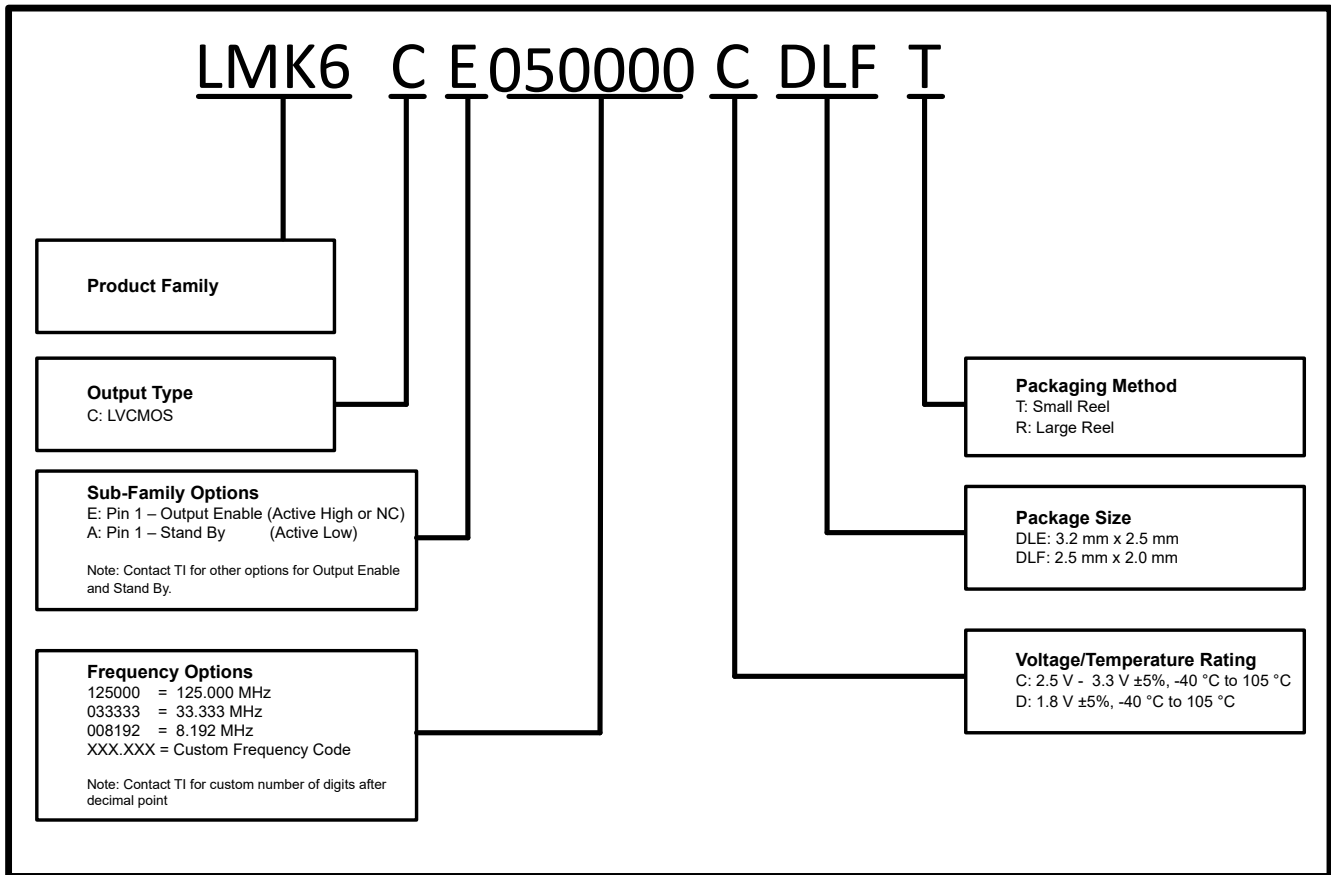 LMK6 C E 050000 C DLF T
Product Family
Output Type
C: LVCMOS
Sub-Family Options
E: Pin 1 – Output Enable (Active High or NC)
A: Pin 1 – Stand By (Active Low)
Note: Contact TI for other options for Output Enable
and Stand By.
Frequency Options
125000 = 125.000 MHz
033333 = 33.333 MHz
008192 = 8.192 MHz
XXX.XXX = Custom Frequency Code
Note: Contact TI for custom number of digits after
decimal point
Packaging Method
T: Small Reel
R: Large Reel
Package Size
DLE: 3.2 mm x 2.5 mm
DLF: 2.5 mm x 2.0 mm
Voltage/Temperature Rating
C: 2.5 V - 3.3 V ±5%, -40 °C to 105 °C
D: 1.8 V ±5%, -40 °C to 105 °C